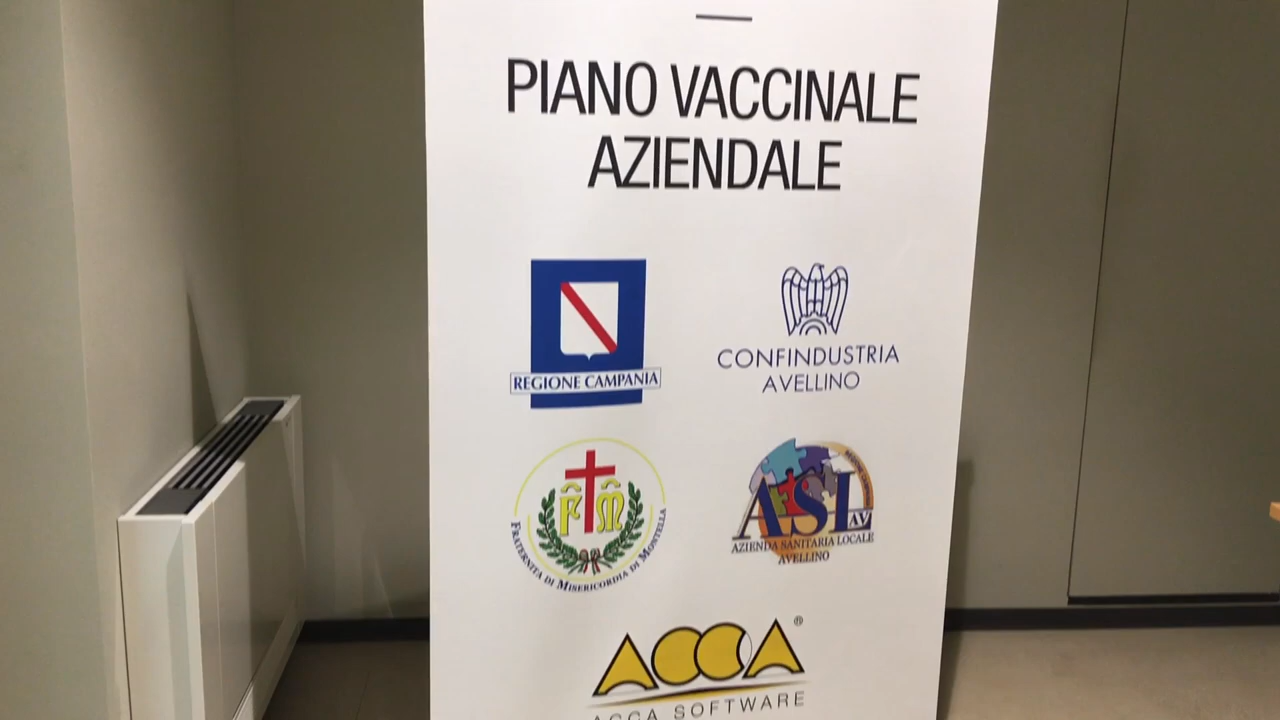 PIANO VACCINALE
AZIENDALE
REGIONE CAMPANIA
CONFINDUSTRIA
AVELLINO
F M
FRATERNITA DI MISERICORDIA DI MONTELLA
ASL AV
AZIENDA SANITARIA LOCALE
AVELLINO
ACCA ®
ACCA SOFTWARE